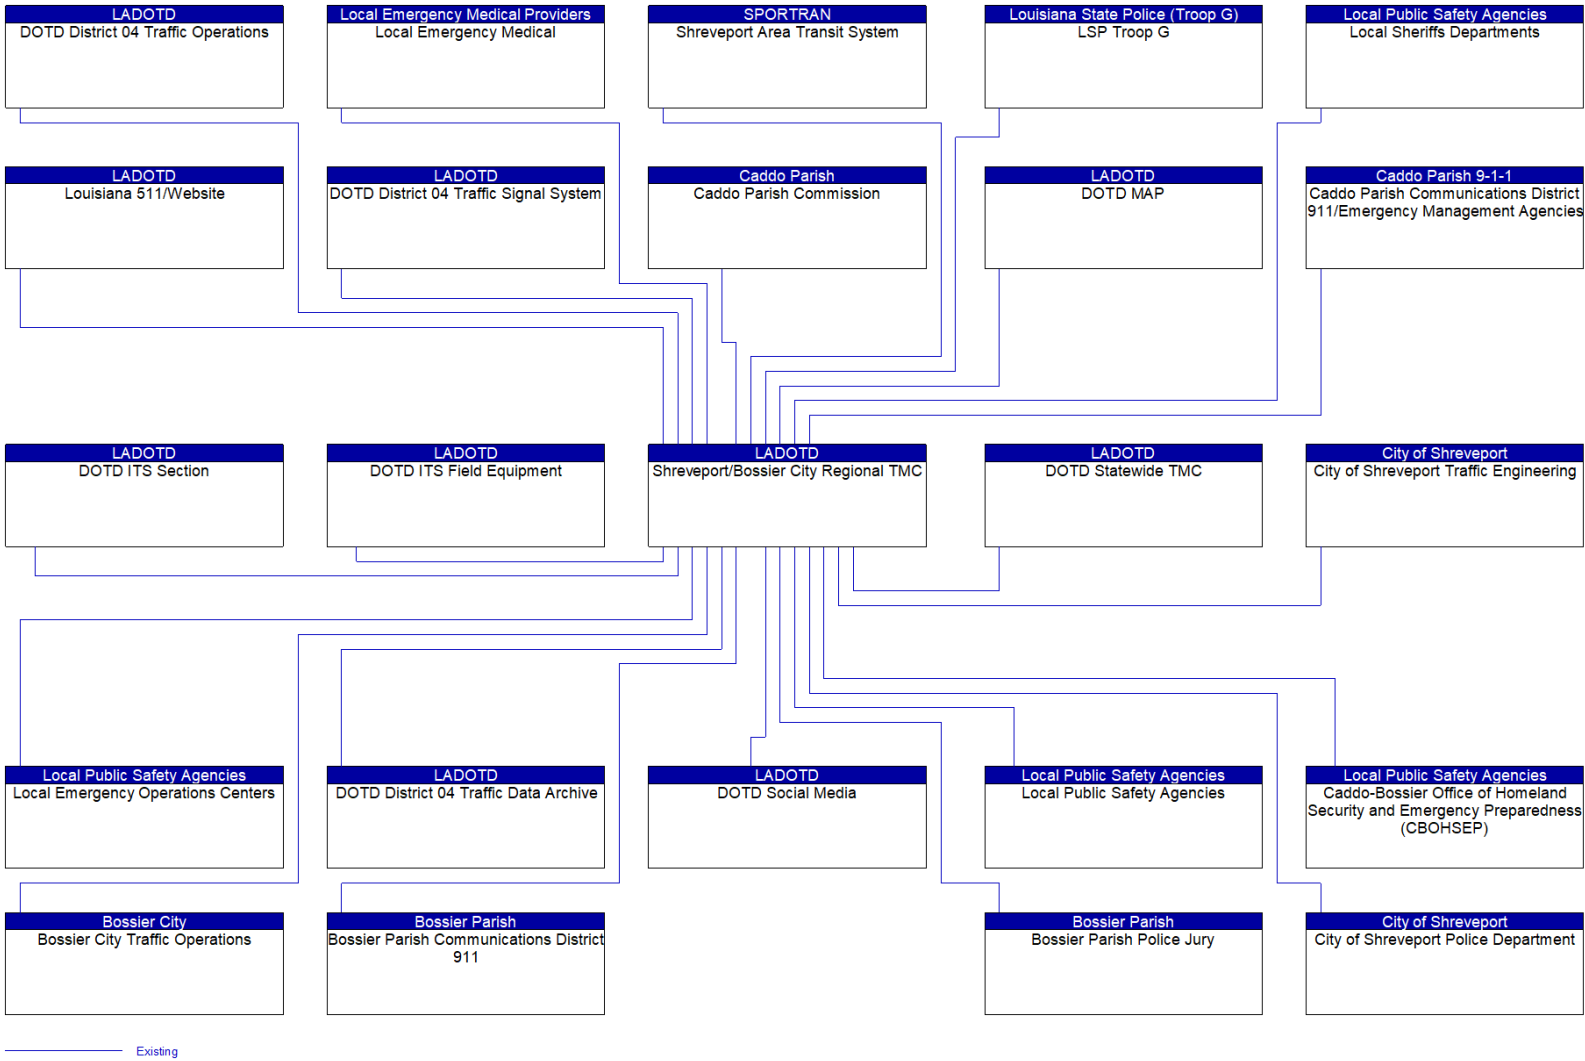 LADOTD
DOTD District 04 Traffic Operations
Local Emergency Medical Providers
Local Emergency Medical
SPORTRAN
Shreveport Area Transit System
Louisiana State Police (Troop G)
LSP Troop G
Local Public Safety Agencies
Local Sheriffs Departments
LADOTD
Louisiana 511/Website
LADOTD
DOTD District 04 Traffic Signal System
Caddo Parish
Caddo Parish Commission
LADOTD
DOTD MAP
Caddo Parish 9-1-1
Caddo Parish Communications District
911/Emergency Management Agencies
LADOTD
DOTD ITS Section
LADOTD
DOTD ITS Field Equipment
LADOTD
Shreveport/Bossier City Regional TMC
LADOTD
DOTD Statewide TMC
City of Shreveport
City of Shreveport Traffic Engineering
Local Public Safety Agencies
Local Emergency Operations Centers
LADOTD
DOTD District 04 Traffic Data Archive
LADOTD
DOTD Social Media
Local Public Safety Agencies
Local Public Safety Agencies
Local Public Safety Agencies
Caddo-Bossier Office of Homeland
Security and Emergency Preparedness
(CBOHSEP)
Bossier City
Bossier City Traffic Operations
Bossier Parish
Bossier Parish Communications District
911
Bossier Parish
Bossier Parish Police Jury
City of Shreveport
City of Shreveport Police Department
Existing